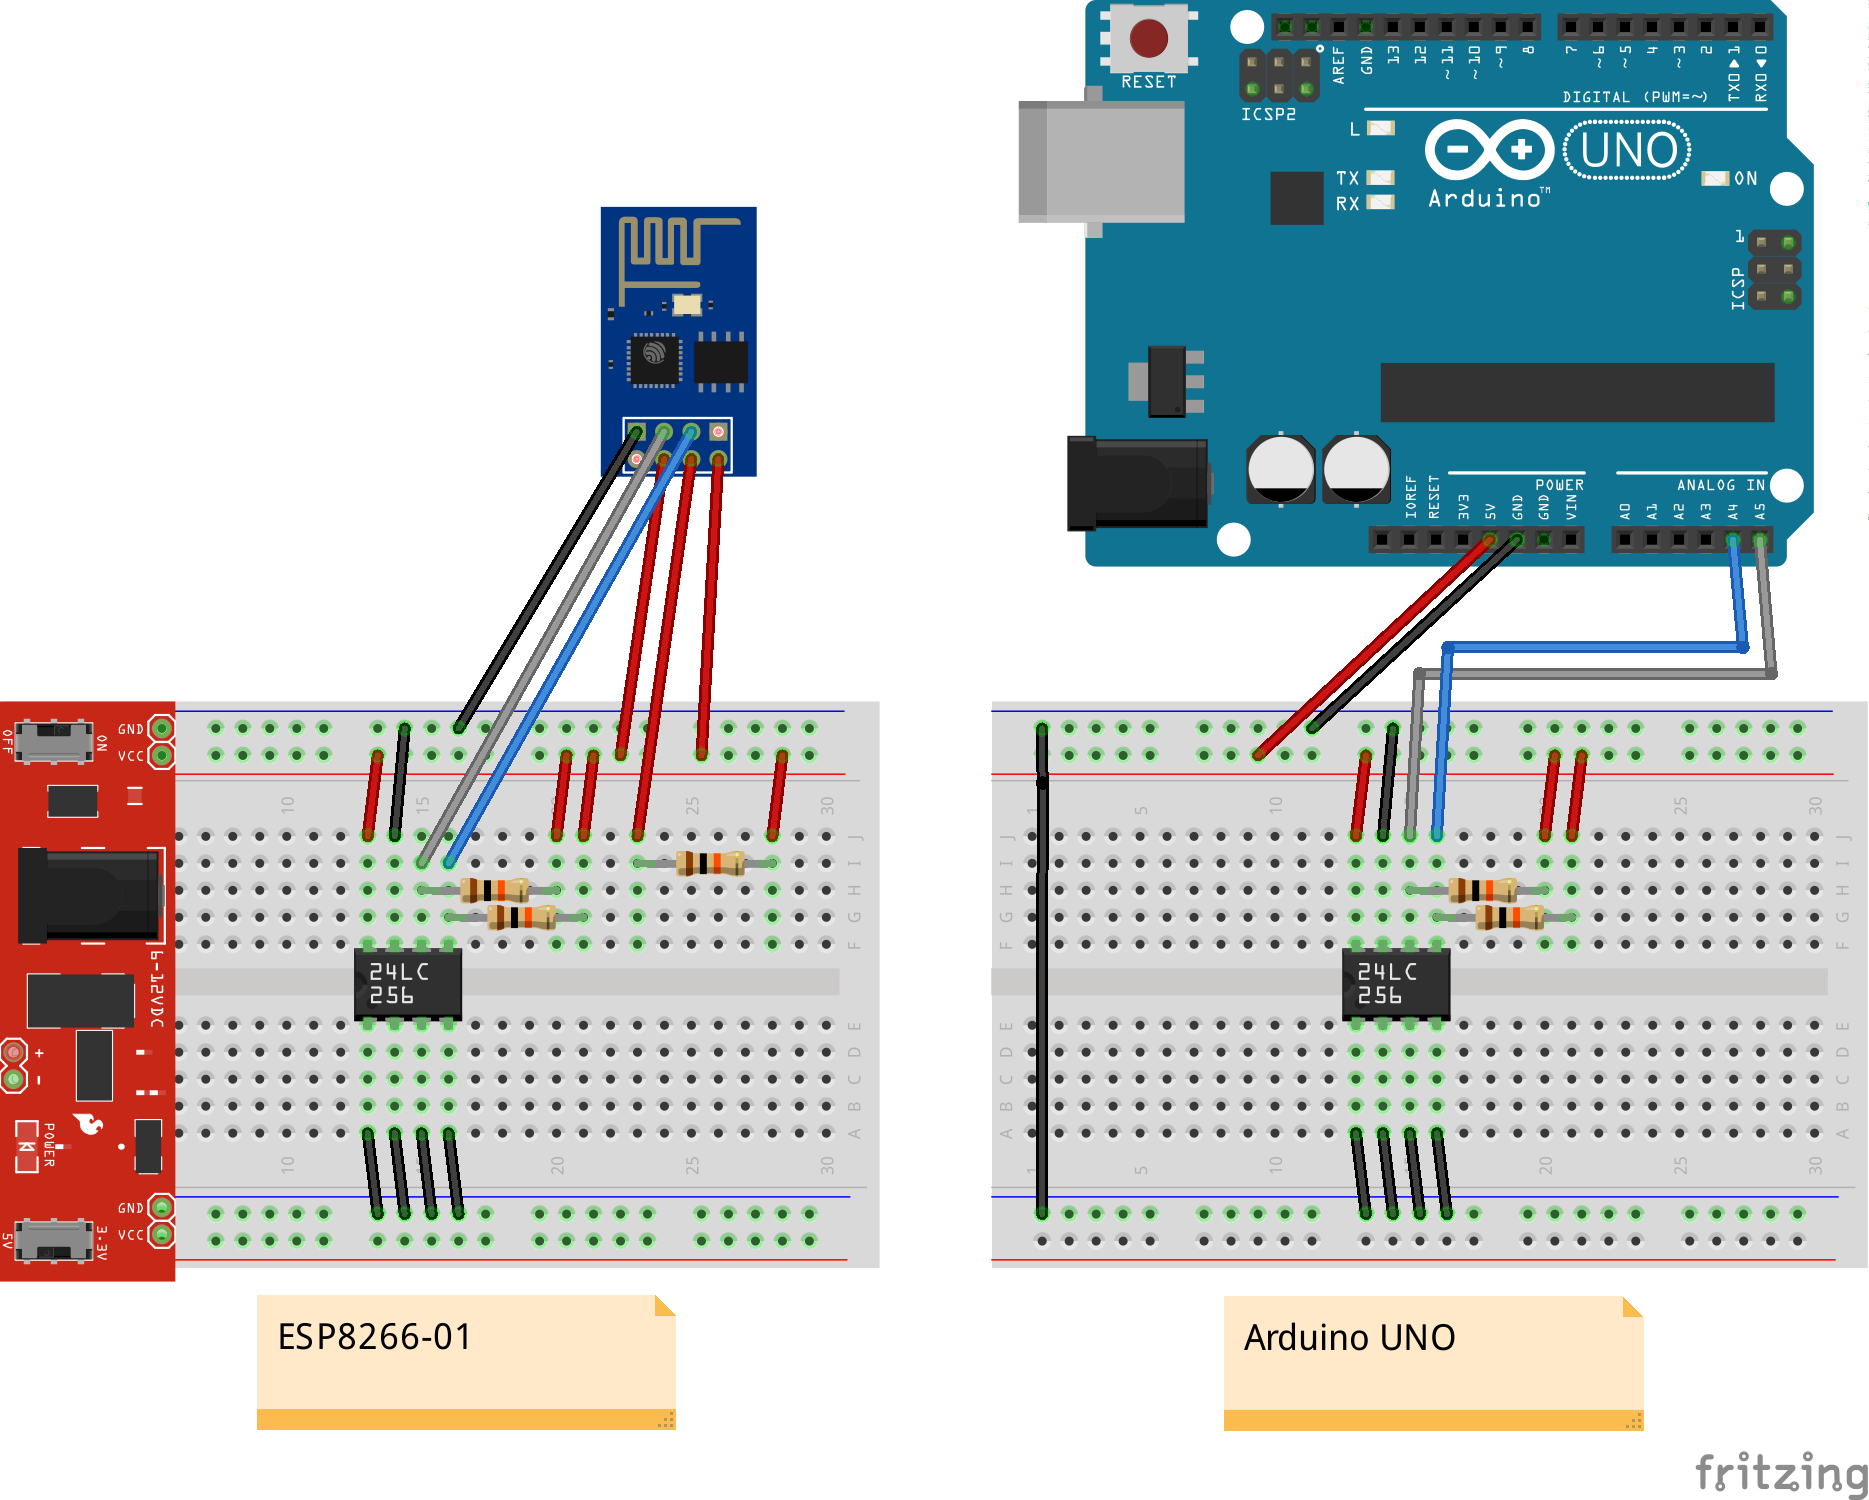 RESET
ICSP2
AREF
GND
13
12
~11
~10
~9
8
7
~6
~5
4
~3
2
TX0▶1
RX0◀0
DIGITAL (PWM=~)
L
TX
RX
UNO
Arduino™
ON
1
ICSP
POWER
ANALOG IN
IOREF
RESET
3V3
5V
GND
GND
VIN
A0
A1
A2
A3
A4
A5
OFF
ON
GND
VCC
6-12VDC
+
-
POWER
GND
VCC
5V
3.3V
10 15 25 30
J
I
H
G
F
24LC
256
E
D
C
B
A
10 20 25 30
1 5 10 25 30
J J
I I
H H
G G
F F
24LC
256
E E
D D
C C
B B
A A
1 5 10 20 25 30
ESP8266-01
Arduino UNO
fritzing